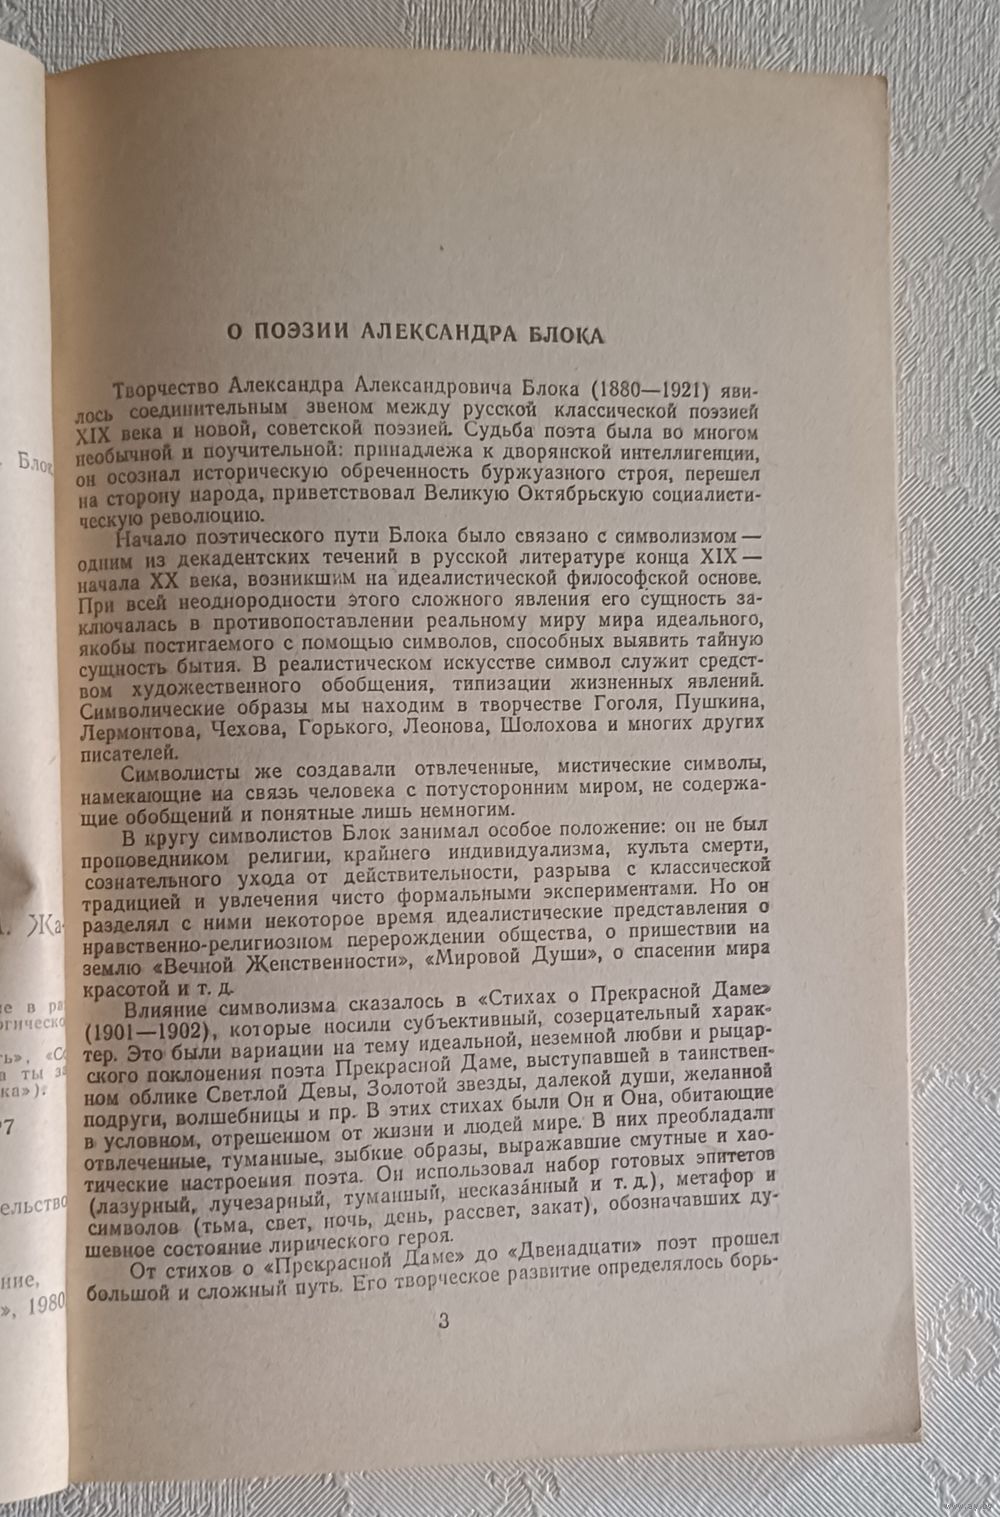 О ПОЭЗИИ АЛЕКСАНДРА БЛОКА
Творчество Александра Александровича Блока (1880—1921) яви-
лось соединительным звеном между русской классической поэзией
XIX века и новой, советской поэзией. Судьба поэта была во многом
необычной и поучительной: принадлежа к дворянской интеллигенции,
он осознал историческую обреченность буржуазного строя, перешел
на сторону народа, приветствовал Великую Октябрьскую социалисти-
ческую революцию.
Начало поэтического пути Блока было связано с символизмом —
одним из декадентских течений в русской литературе конца XIX —
начала XX века, возникшим на идеалистической философской основе.
При всей неоднородности этого сложного явления его сущность за-
ключалась в противопоставлении реальному миру мира идеального,
якобы постигаемого с помощью символов, способных выявить тайную
сущность бытия. В реалистическом искусстве символ служит средст-
вом художественного обобщения, типизации жизненных явлений.
Символические образы мы находим в творчестве Гоголя, Пушкина,
Лермонтова, Чехова, Горького, Леонова, Шолохова и многих других
писателей.
Символисты же создавали отвлеченные, мистические символы,
намекающие на связь человека с потусторонним миром, не содержа-
щие обобщений и понятные лишь немногим.
В кругу символистов Блок занимал особое положение: он не был
проповедником религии, крайнего индивидуализма, культа смерти,
сознательного ухода от действительности, разрыва с классической
традицией и увлечения чисто формальными экспериментами. Но он
разделял с ними некоторое время идеалистические представления о
нравственно-религиозном перерождении общества, о пришествии на
землю «Вечной Женственности», «Мировой Души», о спасении мира
красотой и т. д.
Влияние символизма сказалось в «Стихах о Прекрасной Даме»
(1901—1902), которые носили субъективный, созерцательный харак-
тер. Это были вариации на тему идеальной, неземной любви и рыцар-
ского поклонения поэта Прекрасной Даме, выступавшей в таинствен-
ном облике Светлой Девы, Золотой звезды, далекой души, желанной
подруги, волшебницы и пр. В этих стихах были Он и Она, обитающие
в условном, отрешенном от жизни и людей мире. В них преобладали
отвлеченные, туманные, зыбкие образы, выражавшие смутные и хао-
тические настроения поэта. Он использовал набор готовых эпитетов
(лазурный, лучезарный, туманный, несказáнный и т. д.), метафор и
символов (тьма, свет, ночь, день, рассвет, закат), обозначавших ду-
шевное состояние лирического героя.
От стихов о «Прекрасной Даме» до «Двенадцати» поэт прошел
большой и сложный путь. Его творческое развитие определялось борь-
3